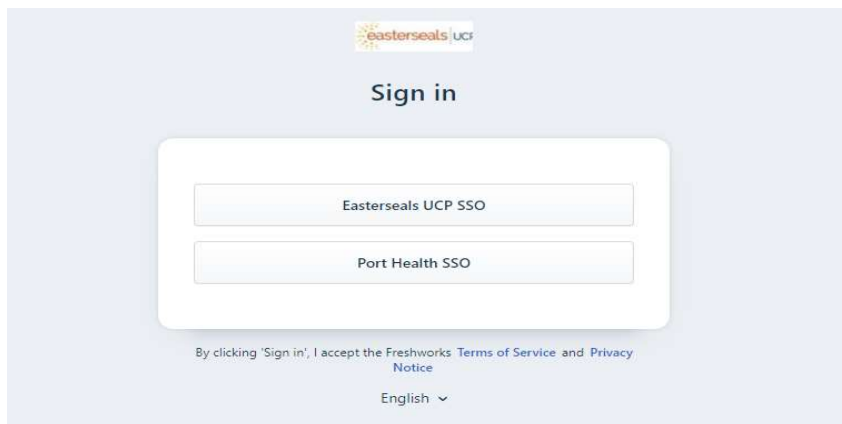 easterseals|ucp
Sign in
Easterseals UCP SSO
Port Health SSO
By clicking 'Sign in', I accept the Freshworks Terms of Service and Privacy
Notice
English